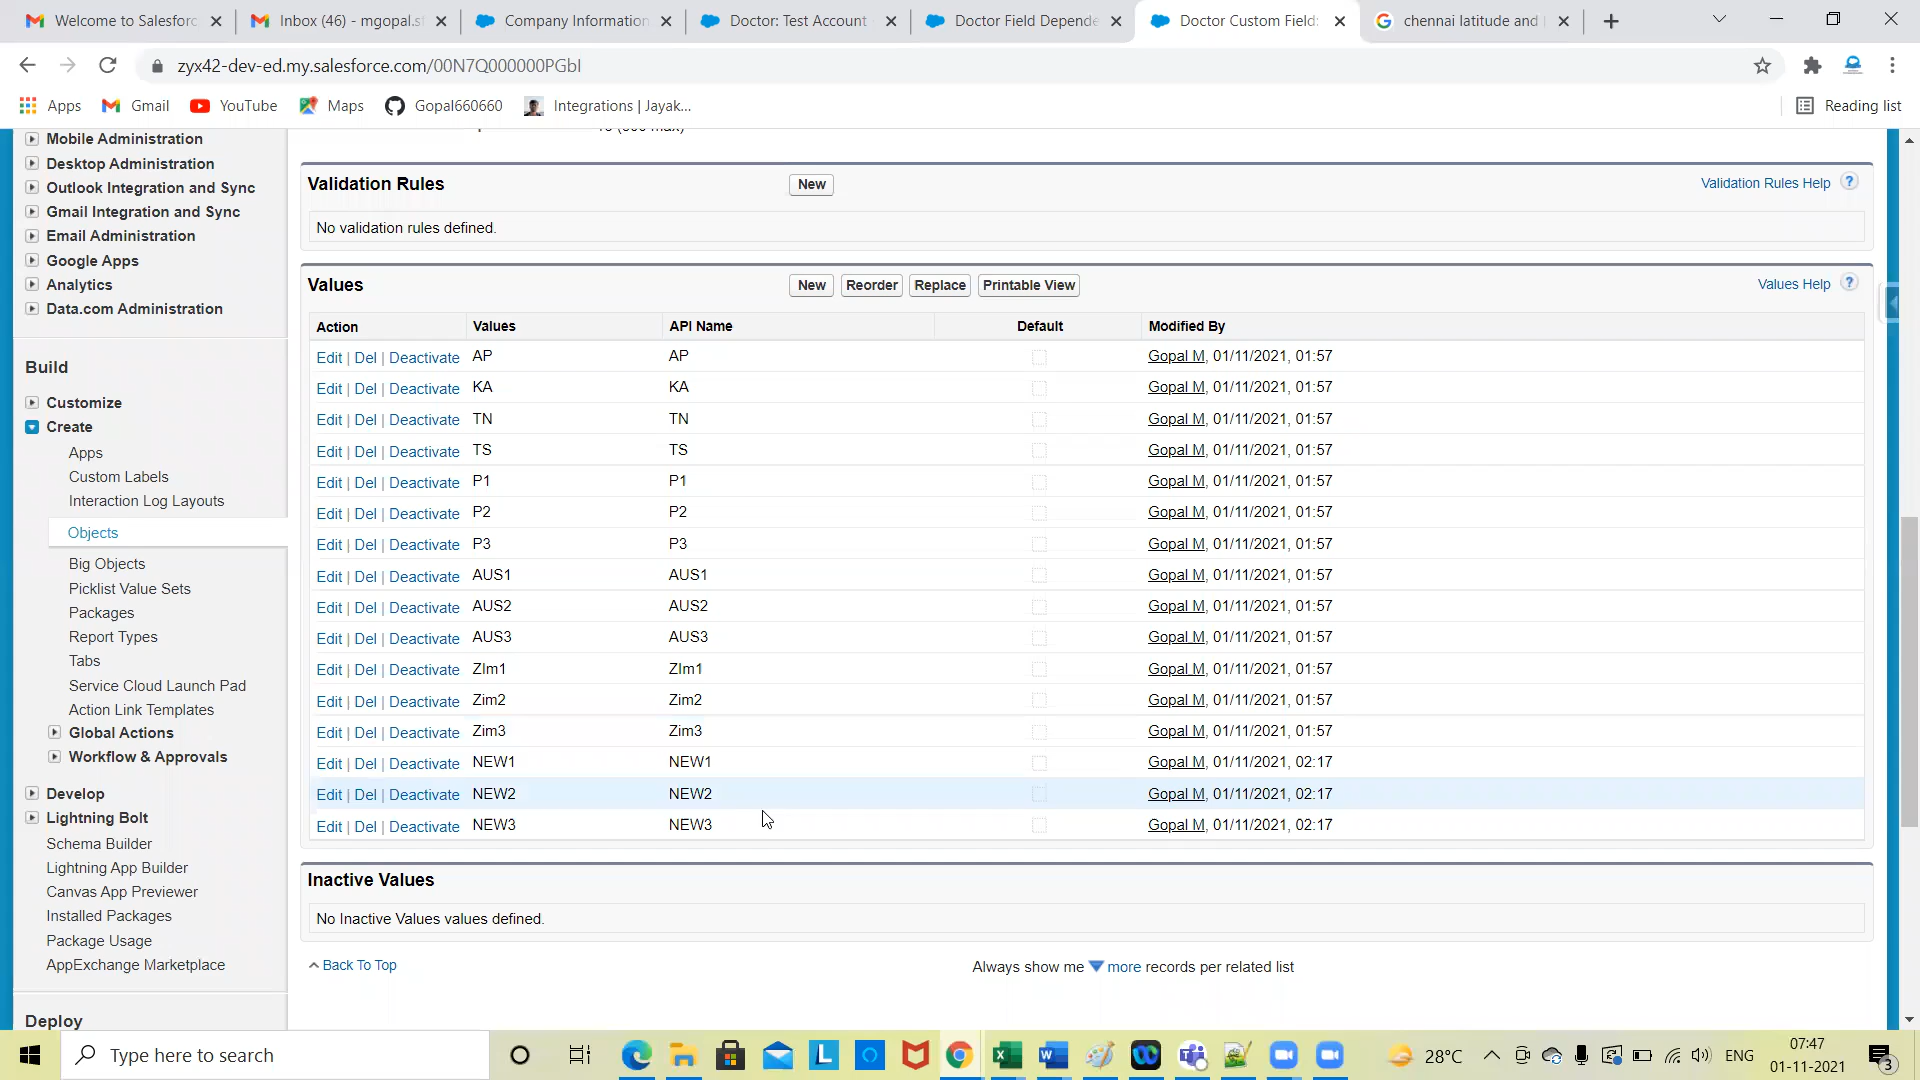 Welcome to Salesforc
Inbox (46) - mgopal.s
Company Information
Doctor: Test Account
Doctor Field Depende
Doctor Custom Field:
chennai latitude and
zyx42-dev-ed.my.salesforce.com/00N7Q000000PGbI
Apps
Gmail
YouTube
Maps
Gopal660660
Integrations | Jayak...
Reading list
Mobile Administration
Desktop Administration
Outlook Integration and Sync
Gmail Integration and Sync
Email Administration
Google Apps
Analytics
Data.com Administration
Build
Customize
Create
Apps
Custom Labels
Interaction Log Layouts
Objects
Big Objects
Picklist Value Sets
Packages
Report Types
Tabs
Service Cloud Launch Pad
Action Link Templates
Global Actions
Workflow & Approvals
Develop
Lightning Bolt
Schema Builder
Lightning App Builder
Canvas App Previewer
Installed Packages
Package Usage
AppExchange Marketplace
Deploy
Validation Rules New Validation Rules Help ?
No validation rules defined.
Values New Reorder Replace Printable View Values Help ?
Action Values API Name Default Modified By
Edit | Del | Deactivate AP AP Gopal M, 01/11/2021, 01:57
Edit | Del | Deactivate KA KA Gopal M, 01/11/2021, 01:57
Edit | Del | Deactivate TN TN Gopal M, 01/11/2021, 01:57
Edit | Del | Deactivate TS TS Gopal M, 01/11/2021, 01:57
Edit | Del | Deactivate P1 P1 Gopal M, 01/11/2021, 01:57
Edit | Del | Deactivate P2 P2 Gopal M, 01/11/2021, 01:57
Edit | Del | Deactivate P3 P3 Gopal M, 01/11/2021, 01:57
Edit | Del | Deactivate AUS1 AUS1 Gopal M, 01/11/2021, 01:57
Edit | Del | Deactivate AUS2 AUS2 Gopal M, 01/11/2021, 01:57
Edit | Del | Deactivate AUS3 AUS3 Gopal M, 01/11/2021, 01:57
Edit | Del | Deactivate ZIm1 ZIm1 Gopal M, 01/11/2021, 01:57
Edit | Del | Deactivate Zim2 Zim2 Gopal M, 01/11/2021, 01:57
Edit | Del | Deactivate Zim3 Zim3 Gopal M, 01/11/2021, 01:57
Edit | Del | Deactivate NEW1 NEW1 Gopal M, 01/11/2021, 02:17
Edit | Del | Deactivate NEW2 NEW2 Gopal M, 01/11/2021, 02:17
Edit | Del | Deactivate NEW3 NEW3 Gopal M, 01/11/2021, 02:17
Inactive Values
No Inactive Values values defined.
Back To Top
Always show me more records per related list
Type here to search
28°C
ENG
07:47
01-11-2021
3